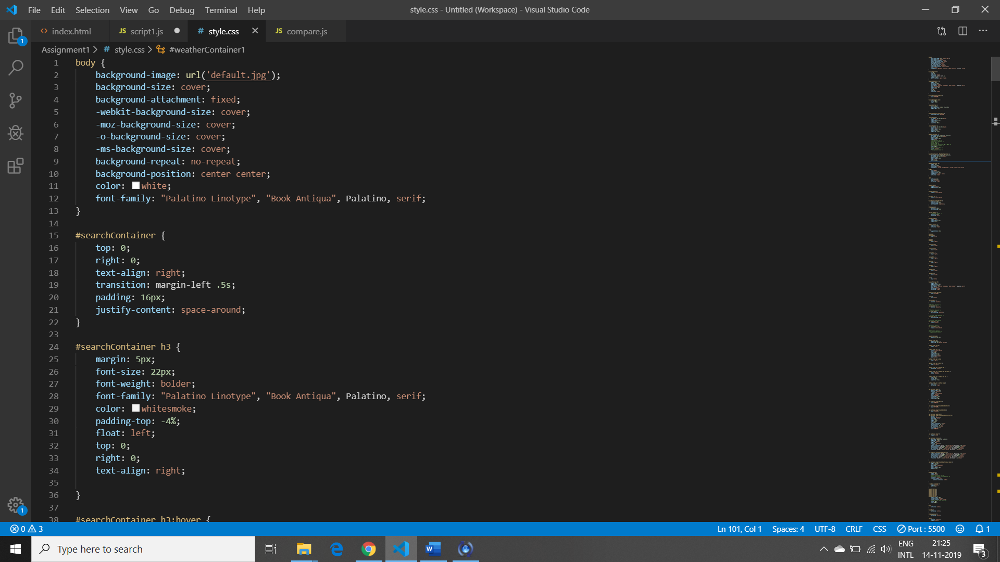 File Edit Selection View Go Debug Terminal Help
style.css - Untitled (Workspace) - Visual Studio Code
index.html
JS script1.js
# style.css
JS compare.js
Assignment1 > # style.css > #weatherContainer1
1 body {
2 background-image: url('default.jpg');
3 background-size: cover;
4 background-attachment: fixed;
5 -webkit-background-size: cover;
6 -moz-background-size: cover;
7 -o-background-size: cover;
8 -ms-background-size: cover;
9 background-repeat: no-repeat;
10 background-position: center center;
11 color: white;
12 font-family: "Palatino Linotype", "Book Antiqua", Palatino, serif;
13 }
14
15 #searchContainer {
16 top: 0;
17 right: 0;
18 text-align: right;
19 transition: margin-left .5s;
20 padding: 16px;
21 justify-content: space-around;
22 }
23
24 #searchContainer h3 {
25 margin: 5px;
26 font-size: 22px;
27 font-weight: bolder;
28 font-family: "Palatino Linotype", "Book Antiqua", Palatino, serif;
29 color: whitesmoke;
30 padding-top: -4%;
31 float: left;
32 top: 0;
33 right: 0;
34 text-align: right;
35
36 }
37
38 #searchContainer h3:hover {
1
1
0 3
Ln 101, Col 1 Spaces: 4 UTF-8 CRLF CSS Port : 5500 1
Type here to search
ENG
INTL
21:25
14-11-2019
3